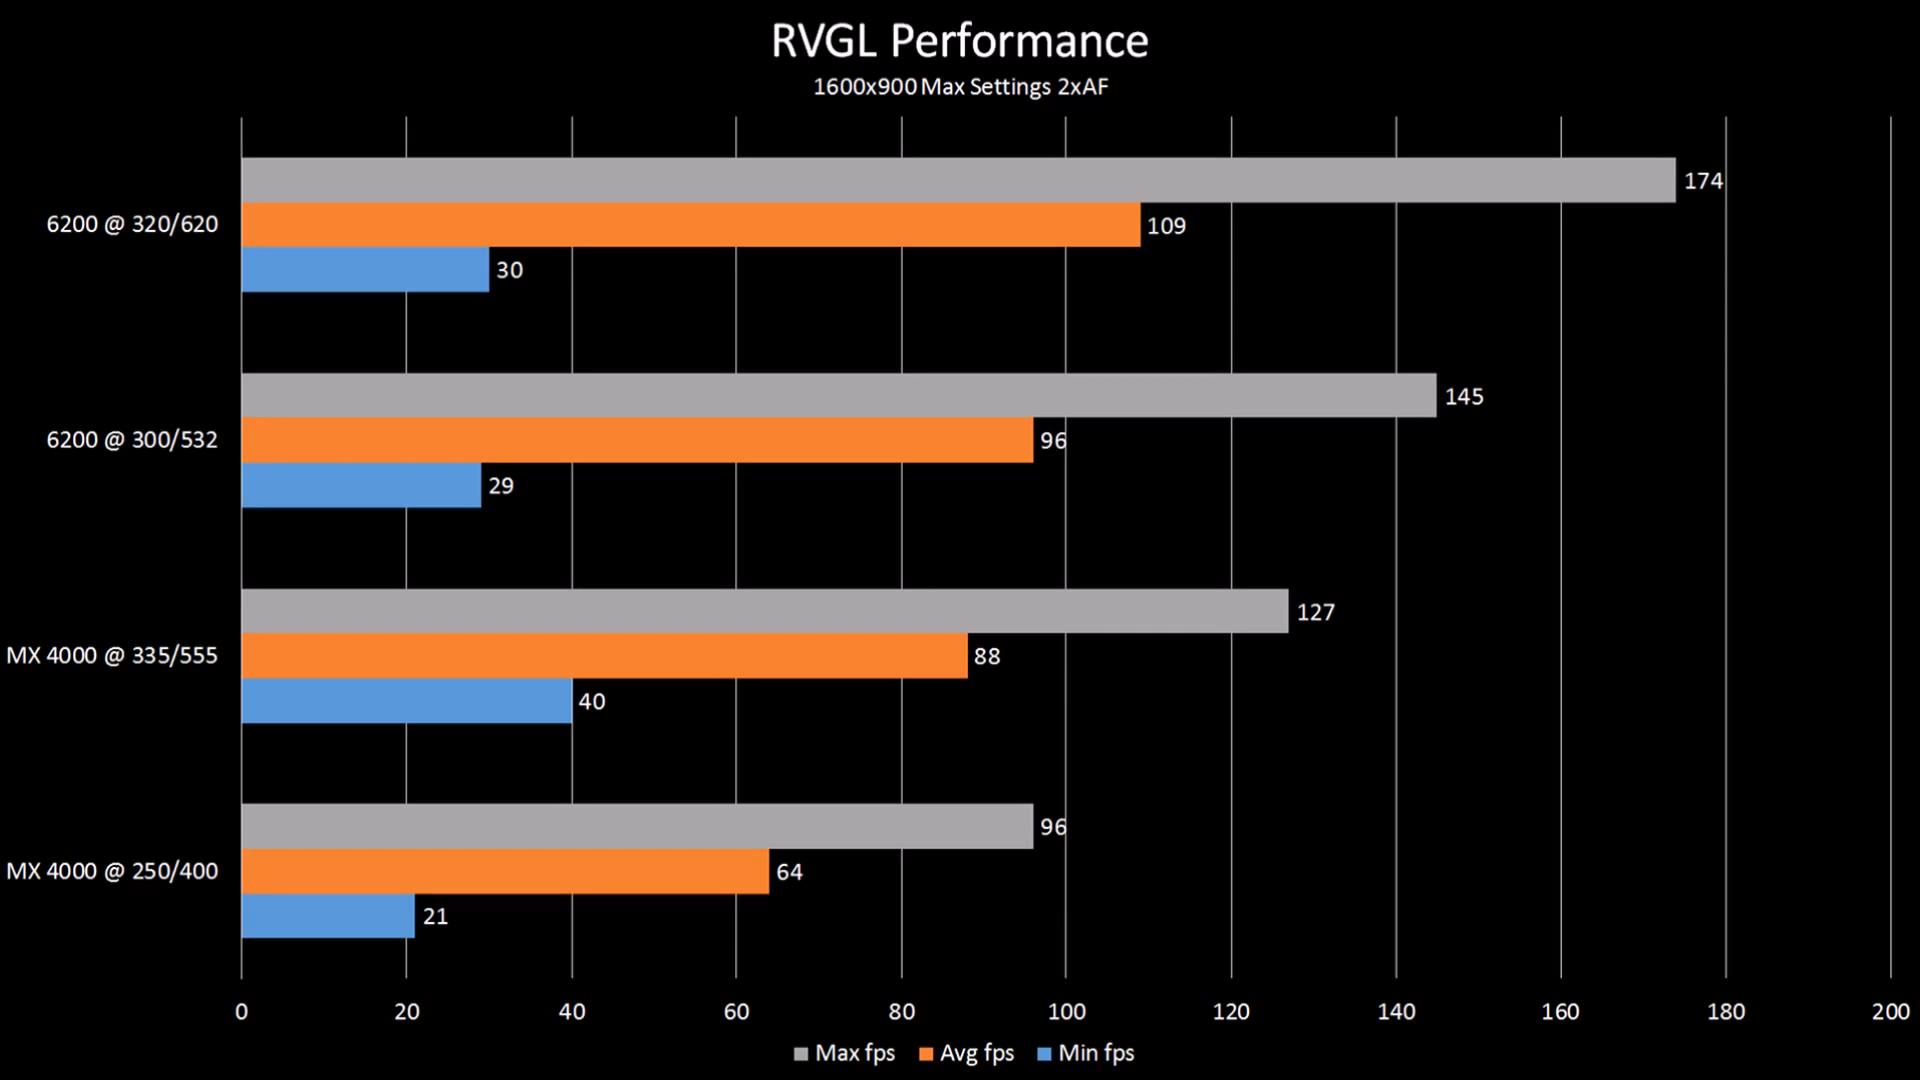 RVGL Performance
1600x900 Max Settings 2xAF
174
6200 @ 320/620
109
30
145
6200 @ 300/532
96
29
127
MX 4000 @ 335/555
88
40
96
MX 4000 @ 250/400
64
21
0 20 40 60 80 100 120 140 160 180 200
Max fps Avg fps Min fps